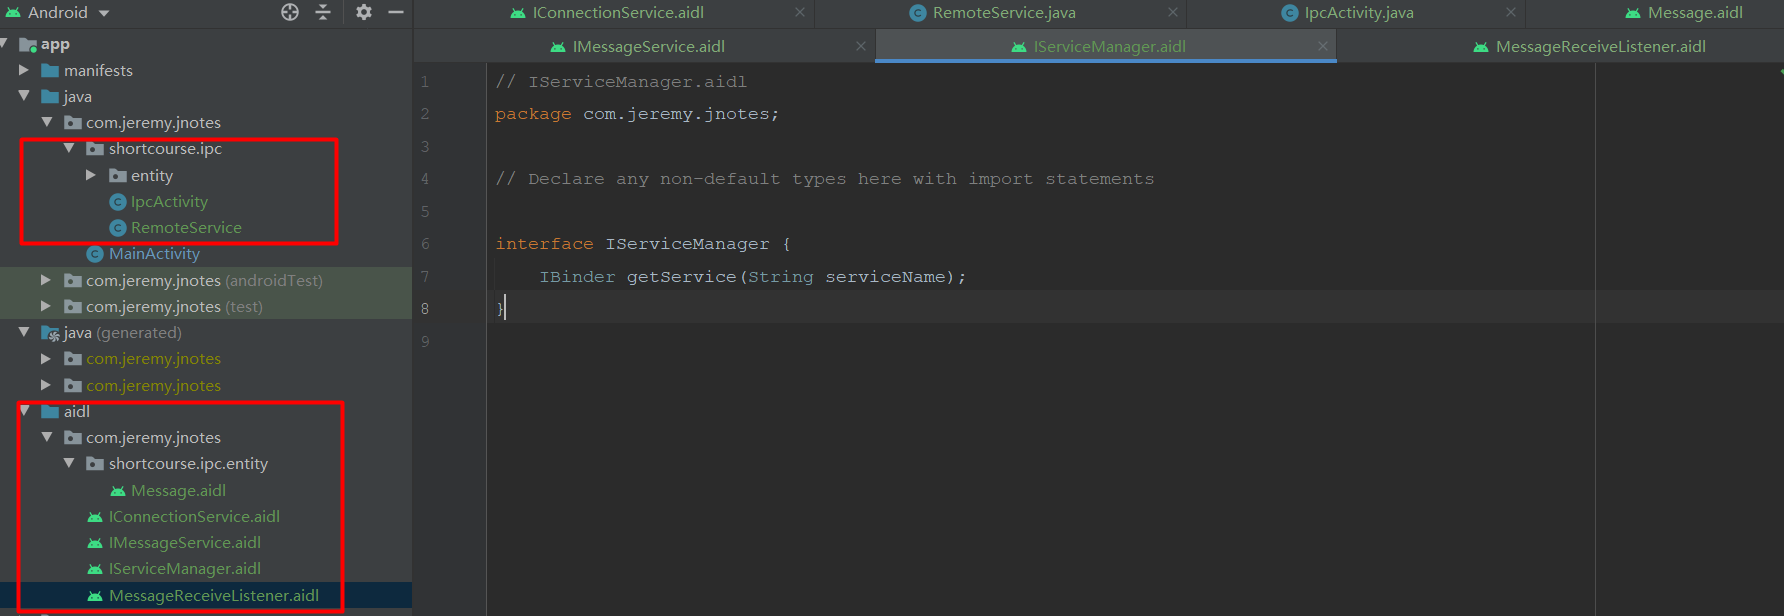 Android
app
manifests
java
com.jeremy.jnotes
shortcourse.ipc
entity
IpcActivity
RemoteService
MainActivity
com.jeremy.jnotes (androidTest)
com.jeremy.jnotes (test)
java (generated)
com.jeremy.jnotes
com.jeremy.jnotes
aidl
com.jeremy.jnotes
shortcourse.ipc.entity
Message.aidl
IConnectionService.aidl
IMessageService.aidl
IServiceManager.aidl
MessageReceiveListener.aidl
IConnectionService.aidl RemoteService.java IpcActivity.java Message.aidl
IMessageService.aidl IServiceManager.aidl MessageReceiveListener.aidl
1 // IServiceManager.aidl
2 package com.jeremy.jnotes;
3
4 // Declare any non-default types here with import statements
5
6 interface IServiceManager {
7 IBinder getService(String serviceName);
8 }
9